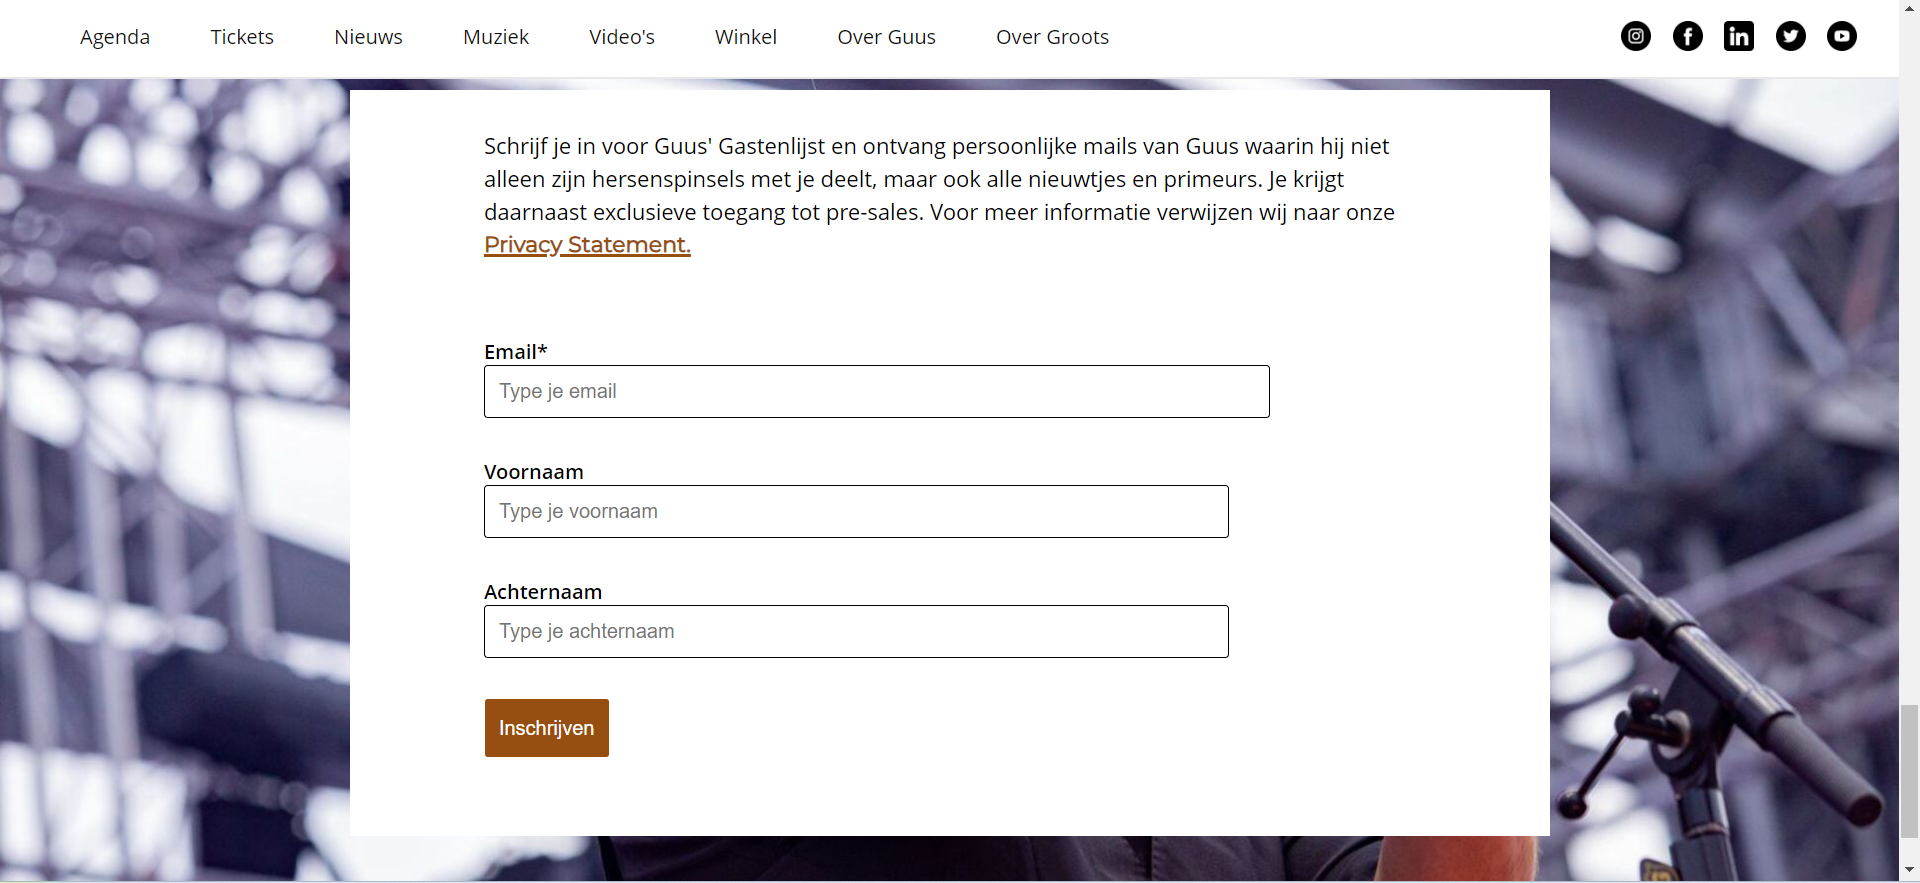 Agenda Tickets Nieuws Muziek Video's Winkel Over Guus Over Groots
Schrijf je in voor Guus' Gastenlijst en ontvang persoonlijke mails van Guus waarin hij niet
alleen zijn hersenspinsels met je deelt, maar ook alle nieuwtjes en primeurs. Je krijgt
daarnaast exclusieve toegang tot pre-sales. Voor meer informatie verwijzen wij naar onze
Privacy Statement.
Email*
Type je email
Voornaam
Type je voornaam
Achternaam
Type je achternaam
Inschrijven